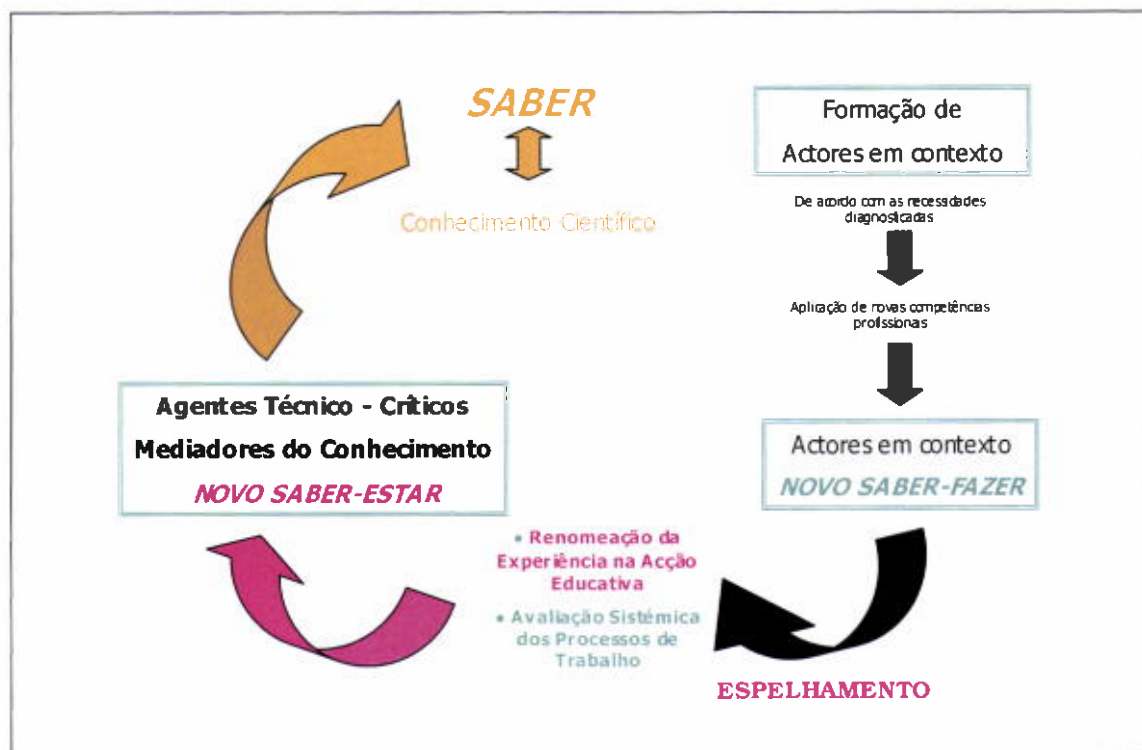 SABER
Conhecimento Científico
Formação de
Actores em contexto
De acordo com as necessidades
diagnosticadas
Aplicação de novas competências
profissionas
Actores em contexto
NOVO SABER-FAZER
Agentes Técnico - Críticos
Mediadores do Conhecimento
NOVO SABER-ESTAR
• Renomeação da
Experiência na Acção
Educativa
• Avaliação Sistémica
dos Processos de
Trabalho
ESPELHAMENTO